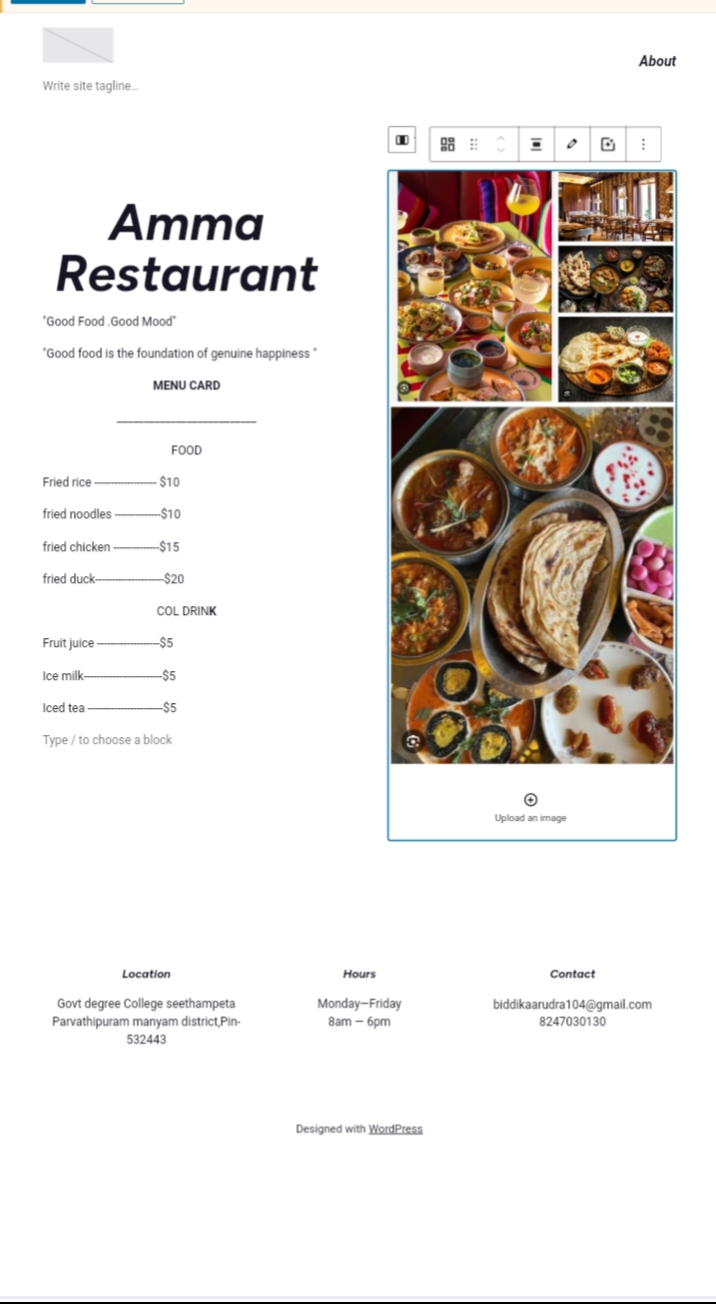 About
Write site tagline...
Amma
Restaurant
"Good Food .Good Mood"
"Good food is the foundation of genuine happiness "
MENU CARD
__________________________
FOOD
Fried rice ------------------ $10
fried noodles -------------$10
fried chicken -------------$15
fried duck--------------------$20
COL DRINK
Fruit juice ------------------$5
Ice milk-----------------------$5
Iced tea ----------------------$5
Type / to choose a block
Upload an image
Location
Govt degree College seethampeta
Parvathipuram manyam district,Pin-
532443
Hours
Monday—Friday
8am — 6pm
Contact
biddikaarudra104@gmail.com
8247030130
Designed with WordPress